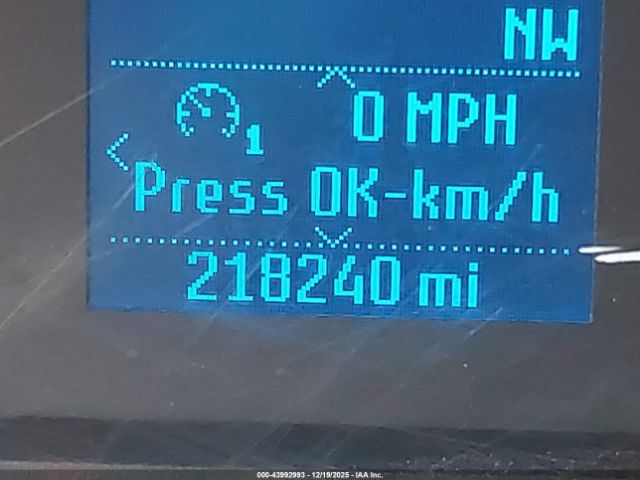 NW
1 0 MPH
Press OK-km/h
218240 mi
000-43992993 - 12/19/2025 - IAA Inc.